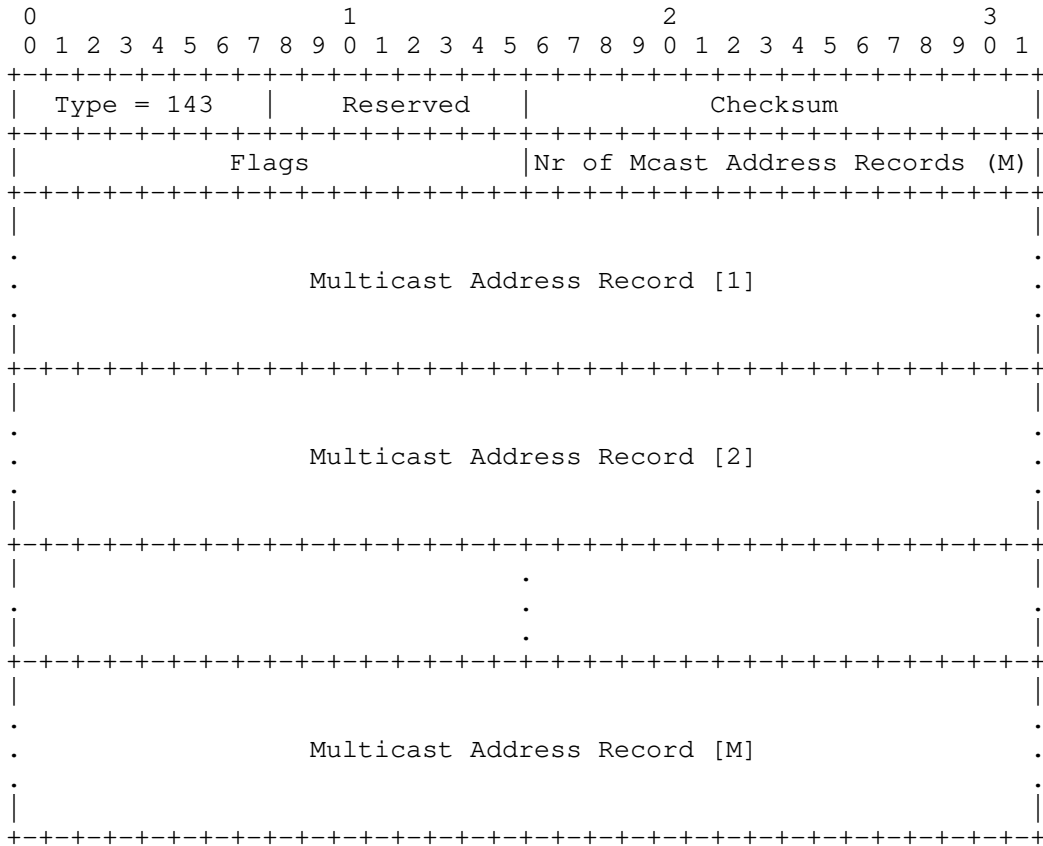 0                   1                   2                   3
 0 1 2 3 4 5 6 7 8 9 0 1 2 3 4 5 6 7 8 9 0 1 2 3 4 5 6 7 8 9 0 1
+-+-+-+-+-+-+-+-+-+-+-+-+-+-+-+-+-+-+-+-+-+-+-+-+-+-+-+-+-+-+-+-+
|  Type = 143   |    Reserved   |           Checksum            |
+-+-+-+-+-+-+-+-+-+-+-+-+-+-+-+-+-+-+-+-+-+-+-+-+-+-+-+-+-+-+-+-+
|             Flags             |Nr of Mcast Address Records (M)|
+-+-+-+-+-+-+-+-+-+-+-+-+-+-+-+-+-+-+-+-+-+-+-+-+-+-+-+-+-+-+-+-+
|                                                               |
.                                                               .
.                  Multicast Address Record [1]                 .
.                                                               .
|                                                               |
+-+-+-+-+-+-+-+-+-+-+-+-+-+-+-+-+-+-+-+-+-+-+-+-+-+-+-+-+-+-+-+-+
|                                                               |
.                                                               .
.                  Multicast Address Record [2]                 .
.                                                               .
|                                                               |
+-+-+-+-+-+-+-+-+-+-+-+-+-+-+-+-+-+-+-+-+-+-+-+-+-+-+-+-+-+-+-+-+
|                               .                               |
.                               .                               .
|                               .                               |
+-+-+-+-+-+-+-+-+-+-+-+-+-+-+-+-+-+-+-+-+-+-+-+-+-+-+-+-+-+-+-+-+
|                                                               |
.                                                               .
.                  Multicast Address Record [M]                 .
.                                                               .
|                                                               |
+-+-+-+-+-+-+-+-+-+-+-+-+-+-+-+-+-+-+-+-+-+-+-+-+-+-+-+-+-+-+-+-+